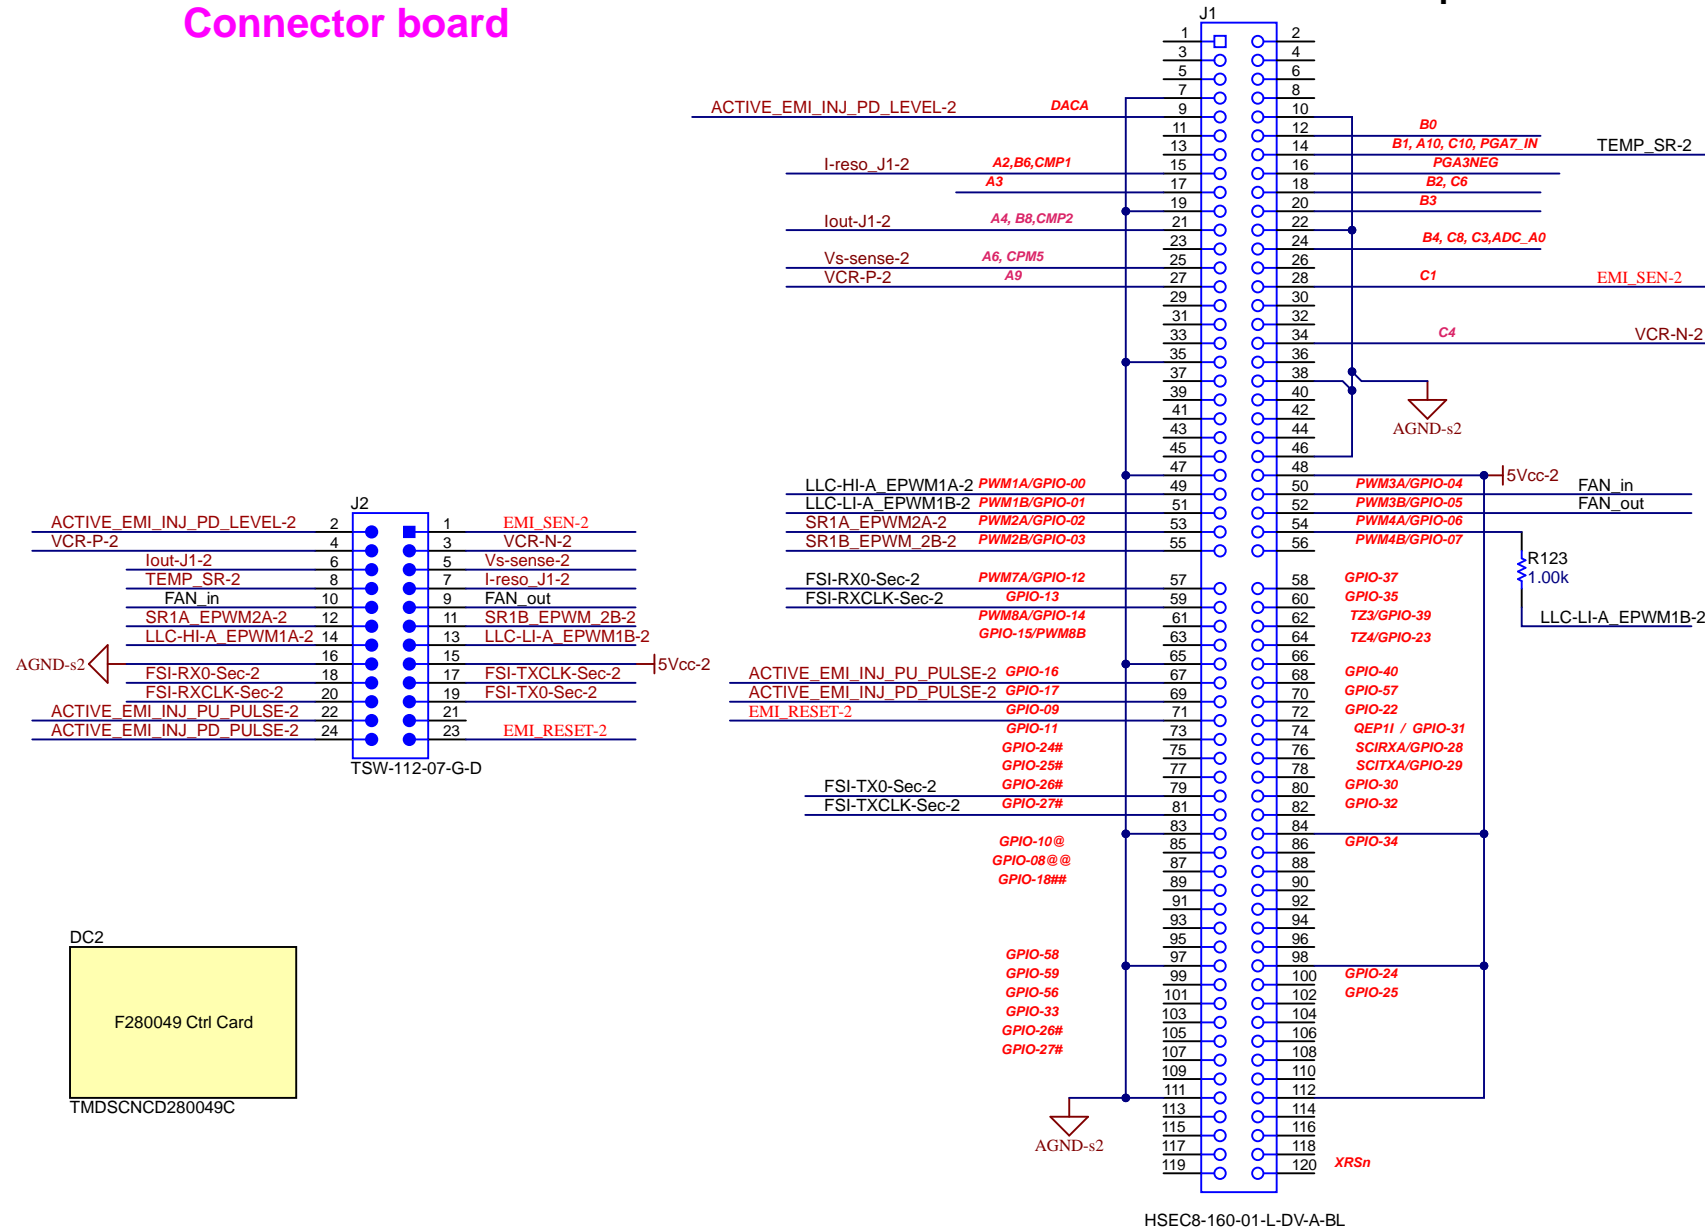 Connector board
J1
1 2
3 4
5 6
7 8
ACTIVE_EMI_INJ_PD_LEVEL-2 DACA 9 10
11 12 B0
13 14 B1, A10, C10, PGA7_IN TEMP_SR-2
I-reso_J1-2 A2,B6,CMP1 15 16 PGA3NEG
A3 17 18 B2, C6
19 20 B3
Iout-J1-2 A4, B8,CMP2 21 22
23 24 B4, C8, C3,ADC_A0
Vs-sense-2 A6, CPM5 25 26
VCR-P-2 A9 27 28 C1 EMI_SEN-2
29 30
31 32
33 34 C4 VCR-N-2
35 36
37 38
39 40
41 42
AGND-s2
43 44
45 46
47 48 5Vcc-2
LLC-HI-A_EPWM1A-2 PWM1A/GPIO-00 49 50 PWM3A/GPIO-04 FAN_in
LLC-LI-A_EPWM1B-2 PWM1B/GPIO-01 51 52 PWM3B/GPIO-05 FAN_out
SR1A_EPWM2A-2 PWM2A/GPIO-02 53 54 PWM4A/GPIO-06
SR1B_EPWM_2B-2 PWM2B/GPIO-03 55 56 PWM4B/GPIO-07
R123
1.00k
FSI-RX0-Sec-2 PWM7A/GPIO-12 57 58 GPIO-37
FSI-RXCLK-Sec-2 GPIO-13 59 60 GPIO-35
PWM8A/GPIO-14 61 62 TZ3/GPIO-39 LLC-LI-A_EPWM1B-2
GPIO-15/PWM8B 63 64 TZ4/GPIO-23
65 66
ACTIVE_EMI_INJ_PU_PULSE-2 GPIO-16 67 68 GPIO-40
ACTIVE_EMI_INJ_PD_PULSE-2 GPIO-17 69 70 GPIO-57
EMI_RESET-2 GPIO-09 71 72 GPIO-22
GPIO-11 73 74 QEP1I / GPIO-31
GPIO-24# 75 76 SCIRXA/GPIO-28
GPIO-25# 77 78 SCITXA/GPIO-29
FSI-TX0-Sec-2 GPIO-26# 79 80 GPIO-30
FSI-TXCLK-Sec-2 GPIO-27# 81 82 GPIO-32
83 84
GPIO-10@ 85 86 GPIO-34
GPIO-08@@ 87 88
GPIO-18## 89 90
91 92
93 94
95 96
GPIO-58 97 98
GPIO-59 99 100 GPIO-24
GPIO-56 101 102 GPIO-25
GPIO-33 103 104
GPIO-26# 105 106
GPIO-27# 107 108
109 110
111 112
113 114
115 116
AGND-s2
117 118
119 120 XRSn
HSEC8-160-01-L-DV-A-BL
J2
ACTIVE_EMI_INJ_PD_LEVEL-2 2 1 EMI_SEN-2
VCR-P-2 4 3 VCR-N-2
Iout-J1-2 6 5 Vs-sense-2
TEMP_SR-2 8 7 I-reso_J1-2
FAN_in 10 9 FAN_out
SR1A_EPWM2A-2 12 11 SR1B_EPWM_2B-2
LLC-HI-A_EPWM1A-2 14 13 LLC-LI-A_EPWM1B-2
AGND-s2 16 15 5Vcc-2
FSI-RX0-Sec-2 18 17 FSI-TXCLK-Sec-2
FSI-RXCLK-Sec-2 20 19 FSI-TX0-Sec-2
ACTIVE_EMI_INJ_PU_PULSE-2 22 21
ACTIVE_EMI_INJ_PD_PULSE-2 24 23 EMI_RESET-2
TSW-112-07-G-D
DC2
F280049 Ctrl Card
TMDSCNCD280049C